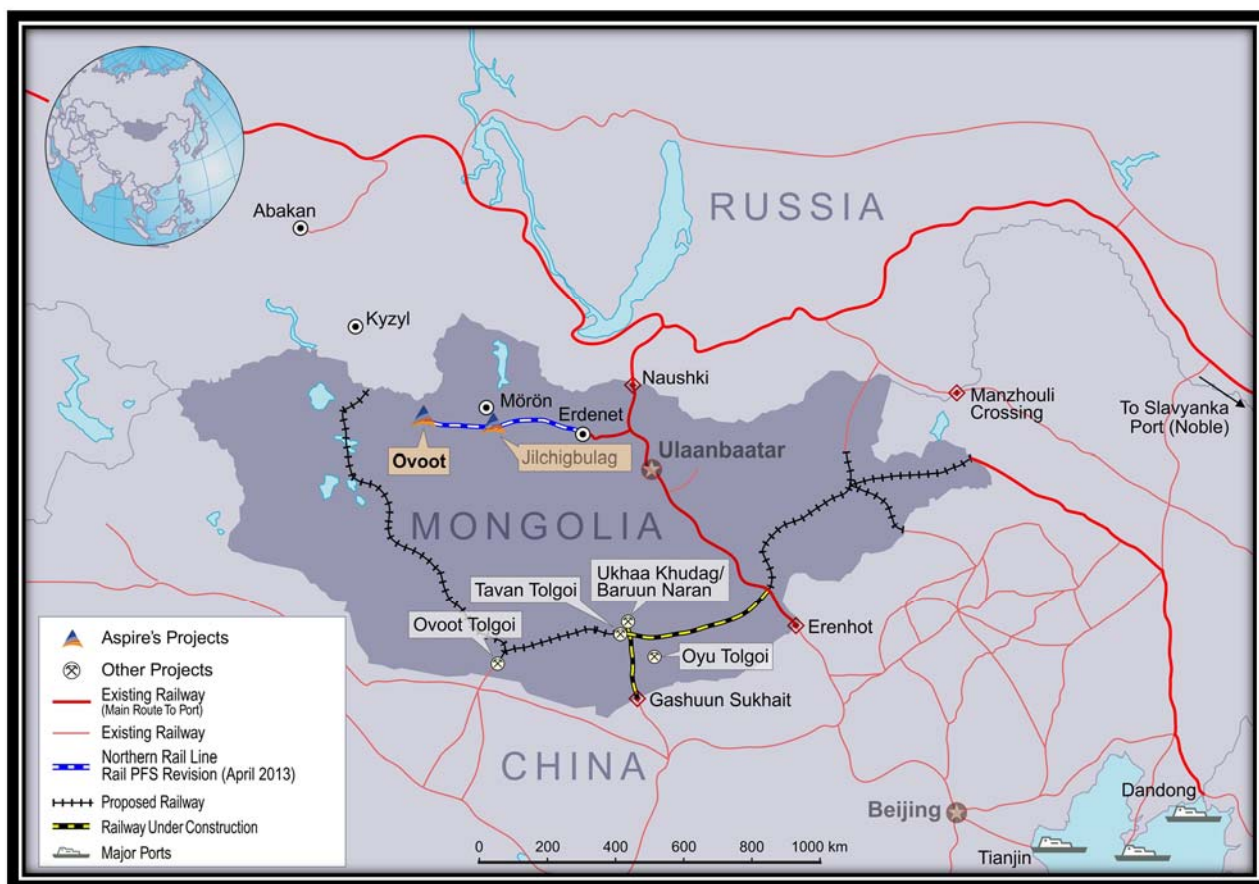 RUSSIA
Abakan
Kyzyl
Naushki
Mörön
Erdenet
Manzhouli
Crossing
To Slavyanka
Port (Noble)
Ovoot
Jilchigbulag
Ulaanbaatar
MONGOLIA
Ukhaa Khudag/
Baruun Naran
Tavan Tolgoi
Ovoot Tolgoi
Oyu Tolgoi
Erenhot
Gashuun Sukhait
CHINA
Beijing
Dandong
Tianjin
Aspire's Projects
Other Projects
Existing Railway
(Main Route To Port)
Existing Railway
Northern Rail Line
Rail PFS Revision (April 2013)
Proposed Railway
Railway Under Construction
Major Ports
0 200 400 600 800 1000 km